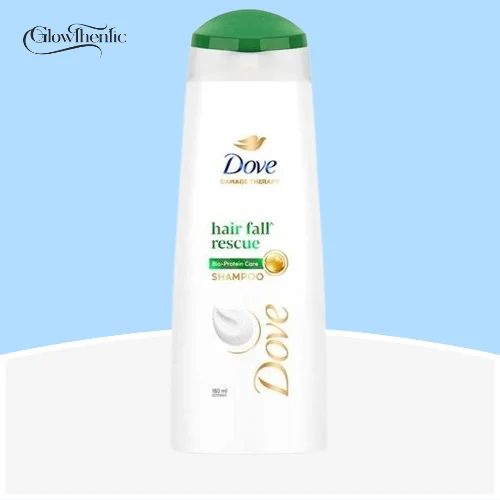 Glowthentic
Dove
DAMAGE THERAPY
hair fall^
rescue
Bio-Protein Care
SHAMPOO
Dove
180 ml